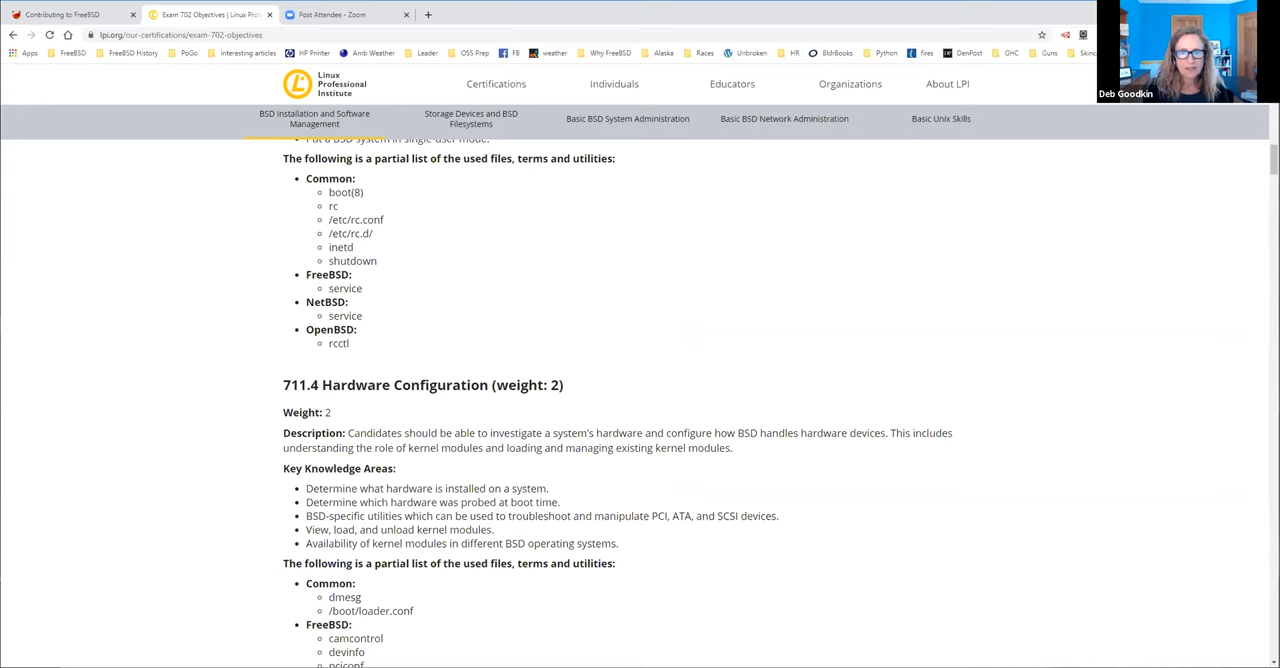 Contributing to FreeBSD
Exam 702 Objectives | Linux Pro
Post Attendee - Zoom
lpi.org/our-certifications/exam-702-objectives
Apps FreeBSD FreeBSD History PoGo interesting articles HP Printer Amb Weather Leader OSS Prep FB weather Why FreeBSD Alaska Races Unbroken HR BldrBooks Python fires DenPost GHC Guns Skinc
Deb Goodkin
Linux
Professional
Institute
Certifications Individuals Educators Organizations About LPI
BSD Installation and Software
Management
Storage Devices and BSD
Filesystems
Basic BSD System Administration
Basic BSD Network Administration
Basic Unix Skills
Put a BSD system in single-user mode.
The following is a partial list of the used files, terms and utilities:
Common:
boot(8)
rc
/etc/rc.conf
/etc/rc.d/
inetd
shutdown
FreeBSD:
service
NetBSD:
service
OpenBSD:
rcctl
711.4 Hardware Configuration (weight: 2)
Weight: 2
Description: Candidates should be able to investigate a system's hardware and configure how BSD handles hardware devices. This includes
understanding the role of kernel modules and loading and managing existing kernel modules.
Key Knowledge Areas:
Determine what hardware is installed on a system.
Determine which hardware was probed at boot time.
BSD-specific utilities which can be used to troubleshoot and manipulate PCI, ATA, and SCSI devices.
View, load, and unload kernel modules.
Availability of kernel modules in different BSD operating systems.
The following is a partial list of the used files, terms and utilities:
Common:
dmesg
/boot/loader.conf
FreeBSD:
camcontrol
devinfo
pciconf